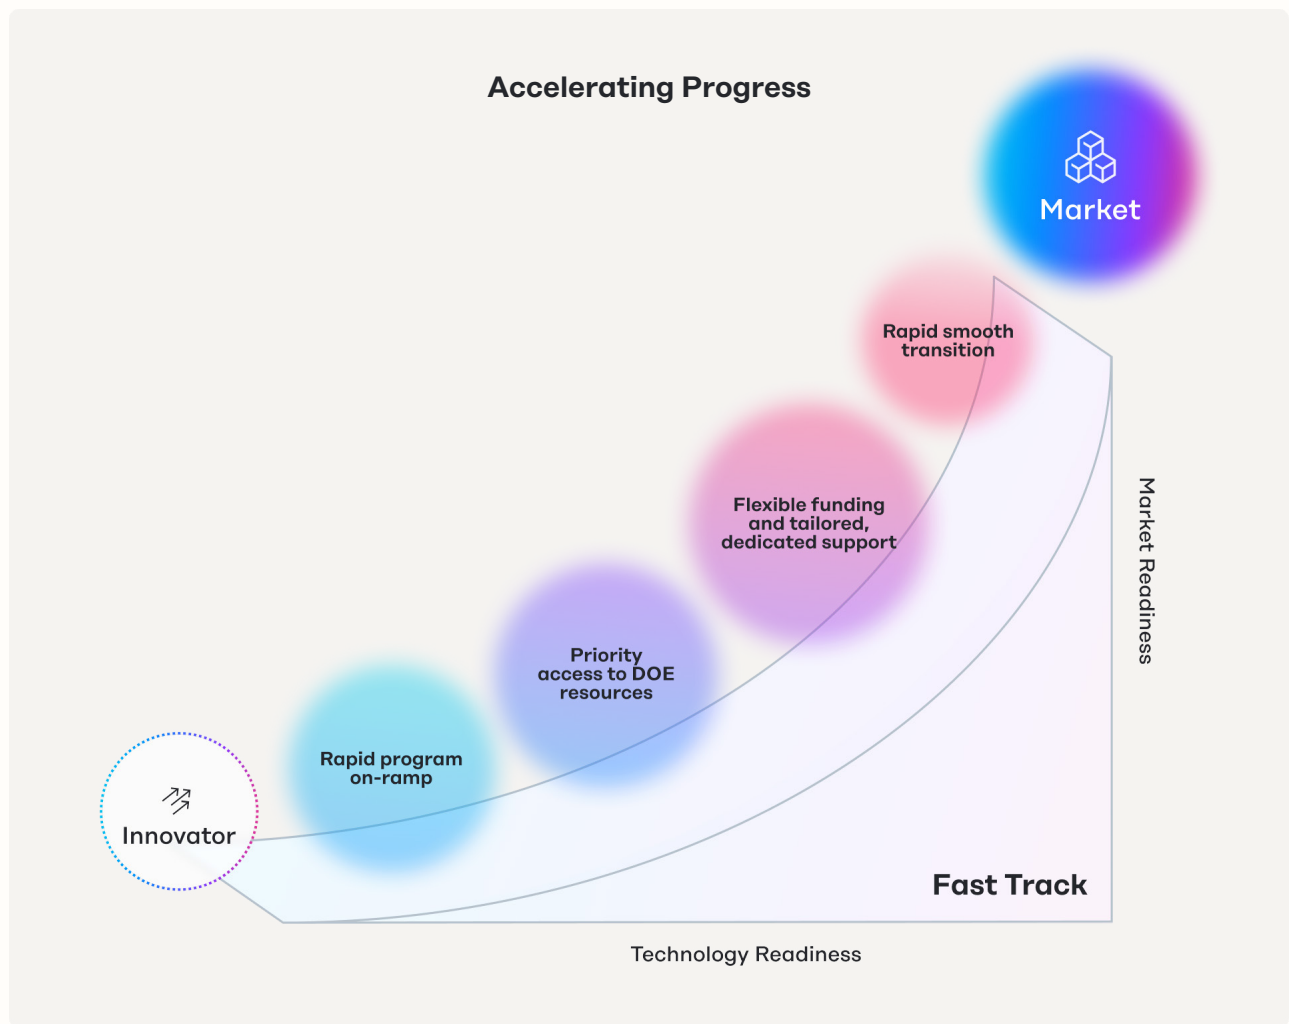 Accelerating Progress
Market
Rapid smooth
transition
Flexible funding
and tailored,
dedicated support
Priority
access to DOE
resources
Rapid program
on-ramp
Innovator
Market Readiness
Fast Track
Technology Readiness